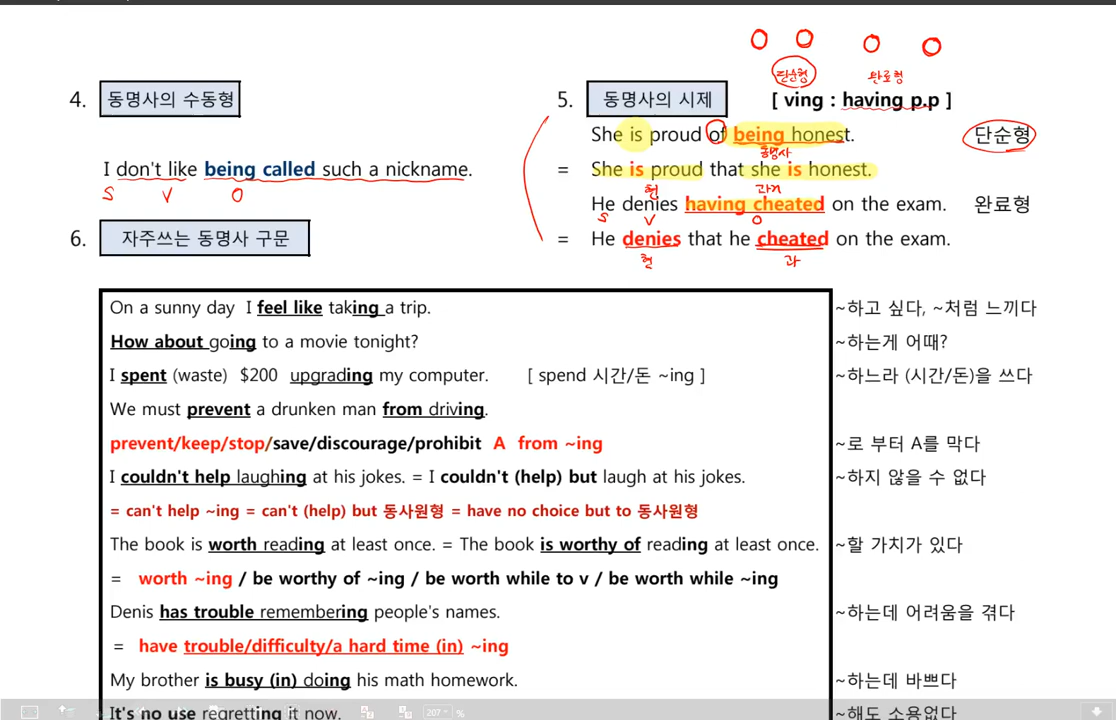 4. 동명사의 수동형
I don't like being called such a nickname.
S V O
5. 동명사의 시제
단순형 완료형
[ ving : having p.p ]
She is proud of being honest. 단순형
동명사
= She is proud that she is honest.
현 과거
He denies having cheated on the exam. 완료형
S V O
= He denies that he cheated on the exam.
현 과
6. 자주쓰는 동명사 구문
On a sunny day I feel like taking a trip. ~하고 싶다, ~처럼 느끼다
How about going to a movie tonight? ~하는게 어때?
I spent (waste) $200 upgrading my computer. [ spend 시간/돈 ~ing ] ~하느라 (시간/돈)을 쓰다
We must prevent a drunken man from driving.
prevent/keep/stop/save/discourage/prohibit A from ~ing ~로 부터 A를 막다
I couldn't help laughing at his jokes. = I couldn't (help) but laugh at his jokes. ~하지 않을 수 없다
= can't help ~ing = can't (help) but 동사원형 = have no choice but to 동사원형
The book is worth reading at least once. = The book is worthy of reading at least once. ~할 가치가 있다
= worth ~ing / be worthy of ~ing / be worth while to v / be worth while ~ing
Denis has trouble remembering people's names. ~하는데 어려움을 겪다
= have trouble/difficulty/a hard time (in) ~ing
My brother is busy (in) doing his math homework. ~하는데 바쁘다
It's no use regretting it now. ~해도 소용없다
207 %